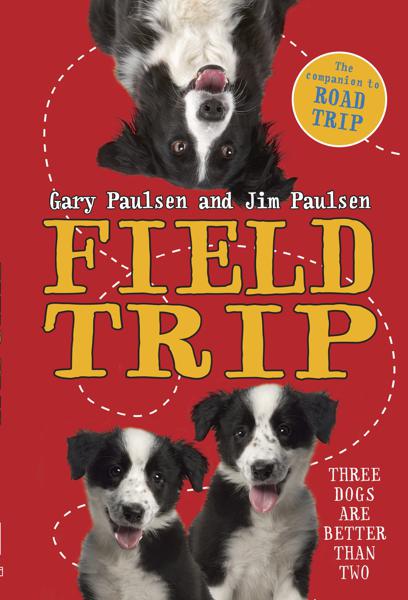 The
companion to
ROAD
TRIP
Gary Paulsen and Jim Paulsen
FIELD
TRIP
THREE
DOGS
ARE
BETTER
THAN
TWO